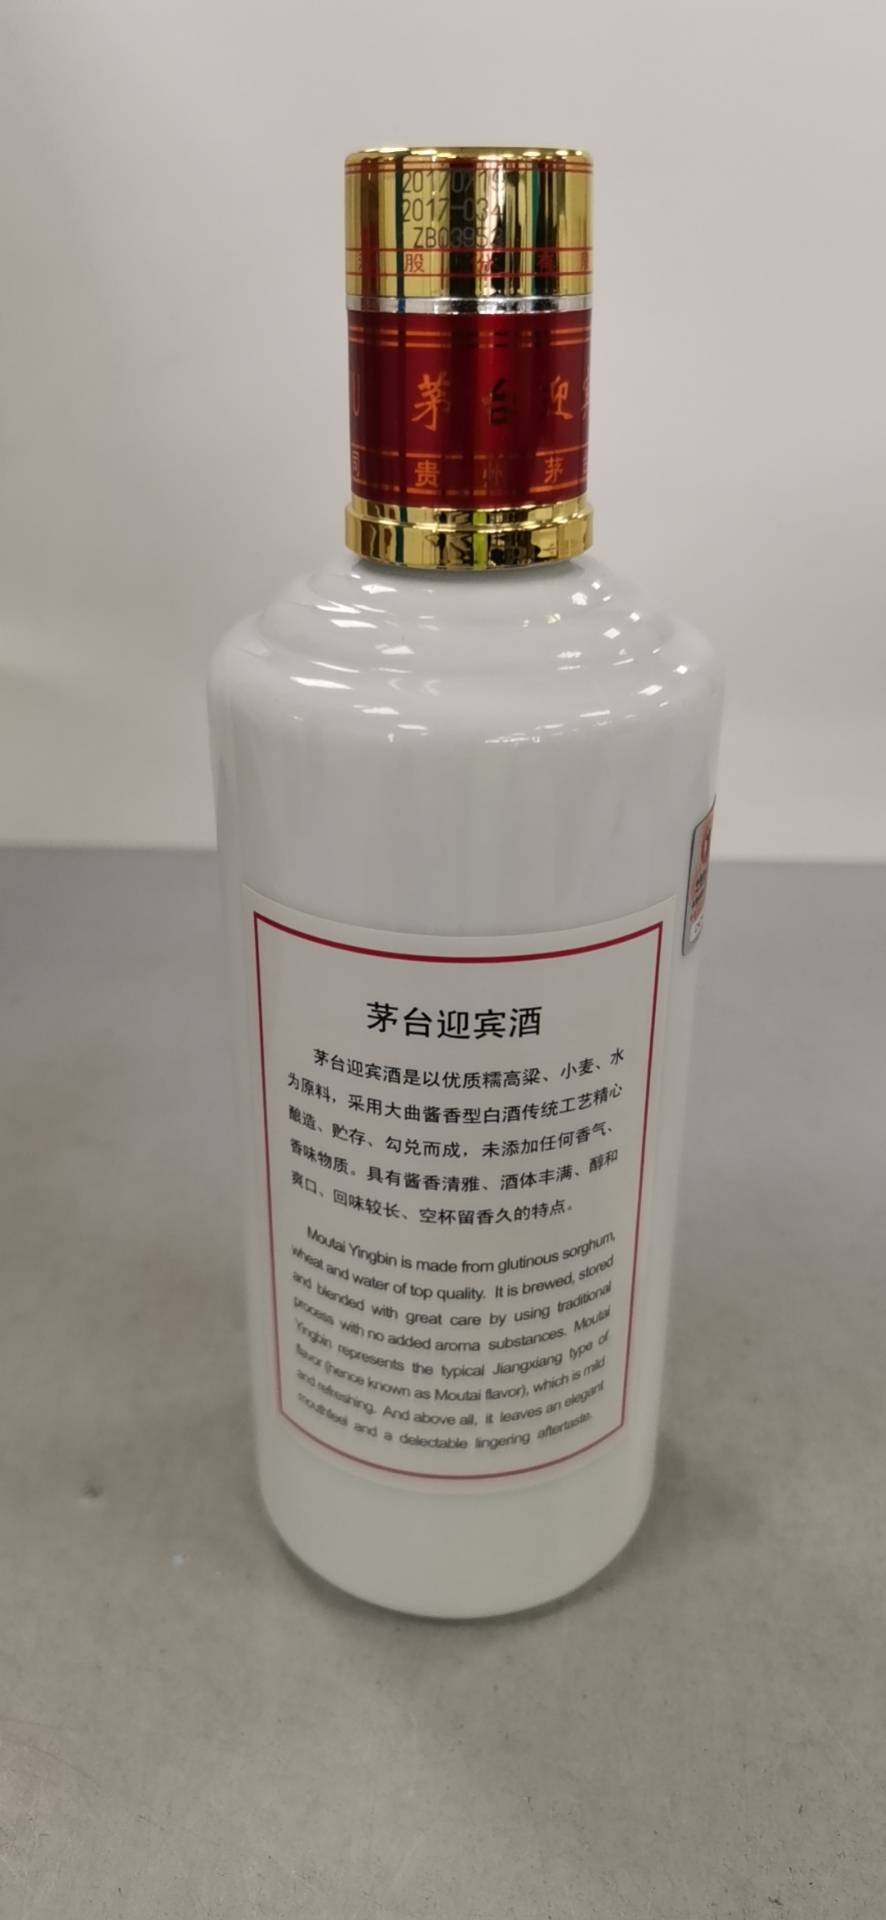 2017/07/19
2017-034
ZB03952
股份有
茅台迎宾
司 贵州茅
茅台迎宾酒
茅台迎宾酒是以优质糯高粱、小麦、水
为原料，采用大曲酱香型白酒传统工艺精心
酿造、贮存、勾兑而成，未添加任何香气、
香味物质。具有酱香清雅、酒体丰满、醇和
爽口、回味较长、空杯留香久的特点。
Moutai Yingbin is made from glutinous sorghum,
wheat and water of top quality. It is brewed, stored
and blended with great care by using traditional
process with no added aroma substances. Moutai
Yingbin represents the typical Jiangxiang type of
flavor (hence known as Moutai flavor), which is mild
and refreshing. And above all, it leaves an elegant
mouthfeel and a delectable lingering aftertaste.